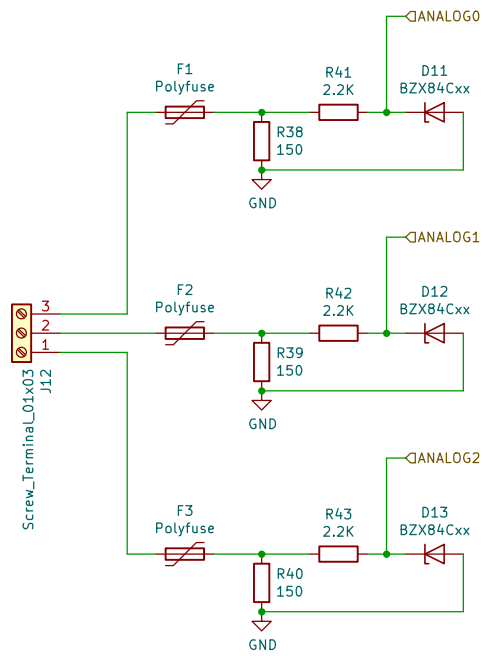 ANALOG0
F1
Polyfuse
R41
2.2K
D11
BZX84Cxx
R38
150
GND
ANALOG1
F2
Polyfuse
R42
2.2K
D12
BZX84Cxx
3
2
1
R39
150
GND
J12
Screw_Terminal_01x03
ANALOG2
F3
Polyfuse
R43
2.2K
D13
BZX84Cxx
R40
150
GND